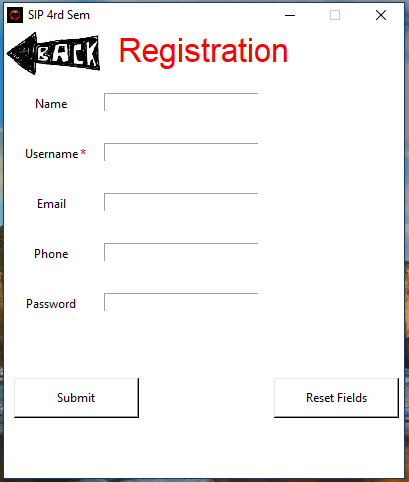 SIP 4rd Sem
BACK Registration
Name
Username *
Email
Phone
Password
Submit Reset Fields